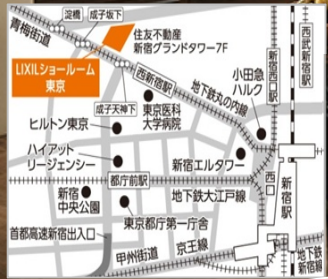 淀橋
成子坂下
青梅街道
住友不動産
新宿グランドタワー7F
LIXILショールーム
東京
成子天神下
西新宿駅
新宿西口駅
西武新宿駅
小田急
ハルク
地下鉄丸の内線
東京医科
大学病院
ヒルトン東京
ハイアット
リージェンシー
新宿エルタワー
都庁前駅
西口
新宿駅
新宿
中央公園
地下鉄大江戸線
東京都庁第一庁舎
首都高速新宿出入口
甲州街道
京王線
地下鉄
新宿線